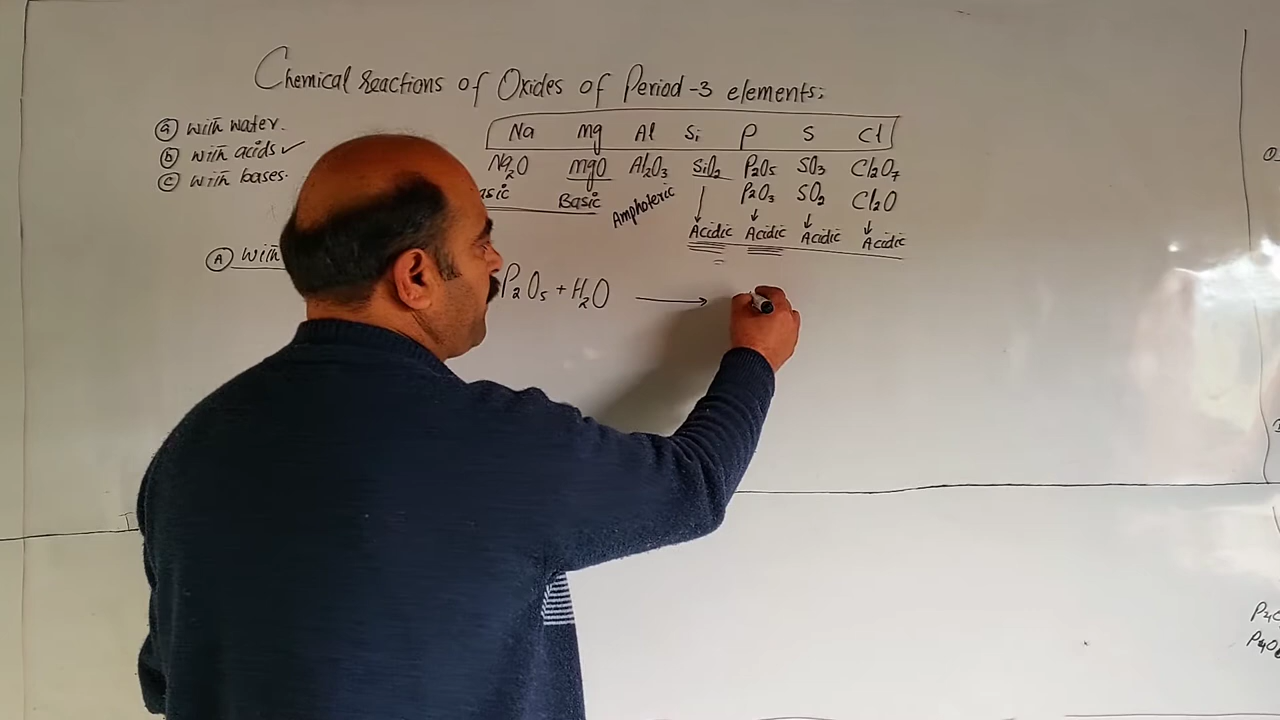 Chemical reactions of Oxides of Period-3 elements:
ⓐ with water.
ⓑ with acids ✓
ⓒ with bases.
Na Mg Al Si P S Cl
Na₂O MgO Al₂O₃ SiO₂ P₂O₅ SO₃ Cl₂O₇
P₂O₃ SO₂ Cl₂O
Basic Amphoteric
↓ ↓ ↓ ↓
Acidic Acidic Acidic Acidic
Ⓐ with
P₂O₅ + H₂O ⟶